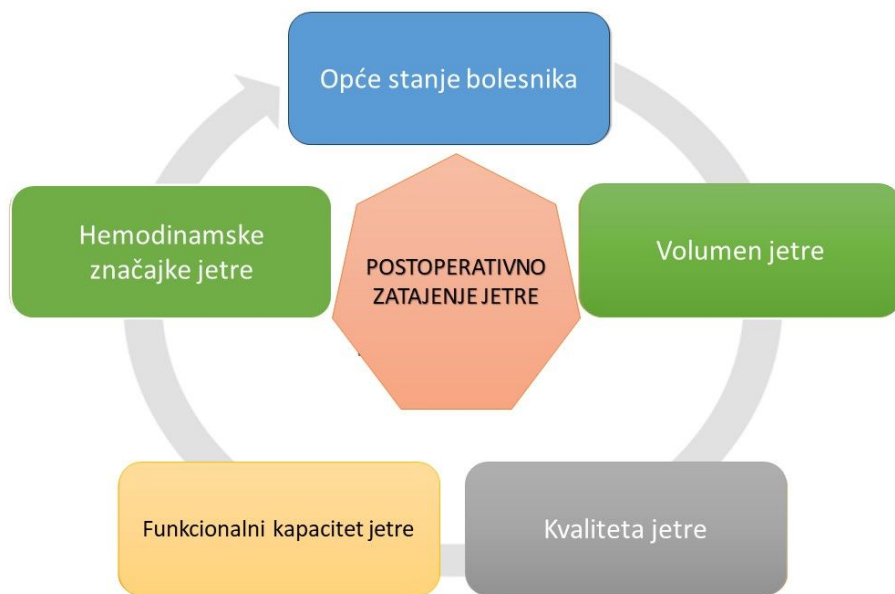 Opće stanje bolesnika
Hemodinamske
značajke jetre
POSTOPERATIVNO
ZATAJENJE JETRE
Volumen jetre
Funkcionalni kapacitet jetre
Kvaliteta jetre